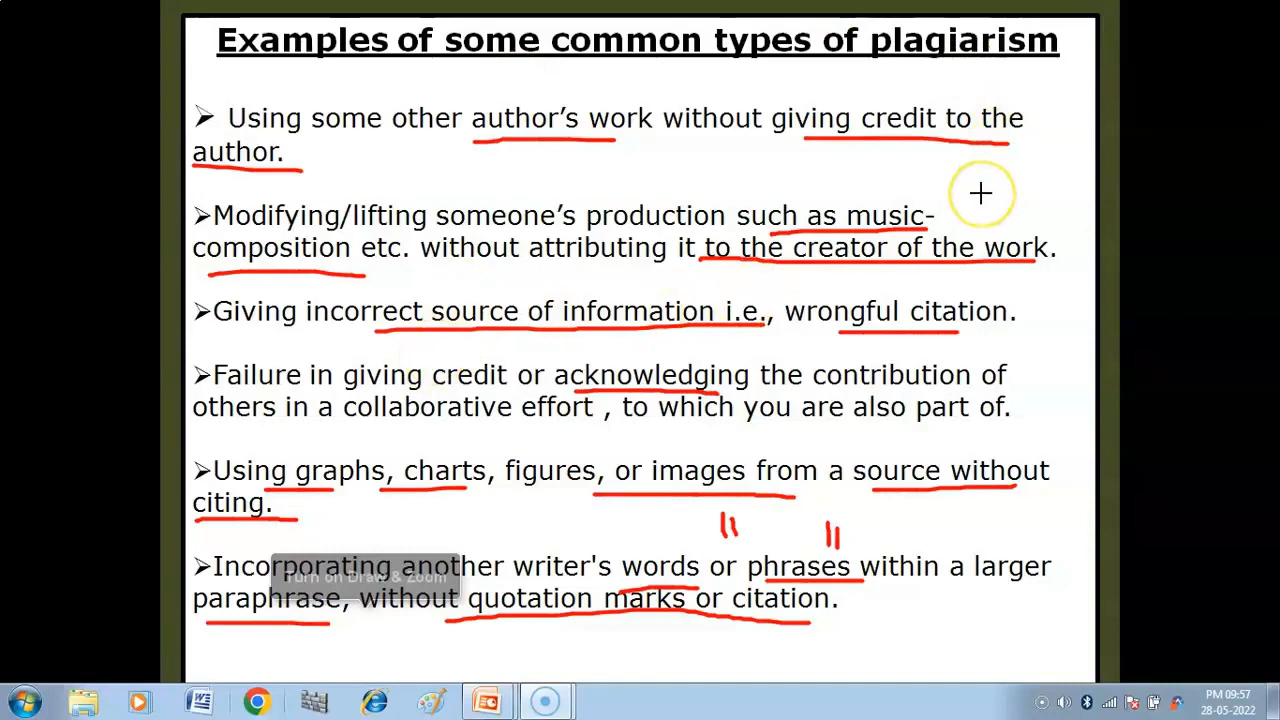 Examples of some common types of plagiarism
➢ Using some other author's work without giving credit to the
author.
➢Modifying/lifting someone's production such as music-
composition etc. without attributing it to the creator of the work.
➢Giving incorrect source of information i.e., wrongful citation.
➢Failure in giving credit or acknowledging the contribution of
others in a collaborative effort , to which you are also part of.
➢Using graphs, charts, figures, or images from a source without
citing.
➢Incorporating another writer's words or phrases within a larger
Turn on Draw & Zoom
paraphrase, without quotation marks or citation.
PM 09:57
28-05-2022